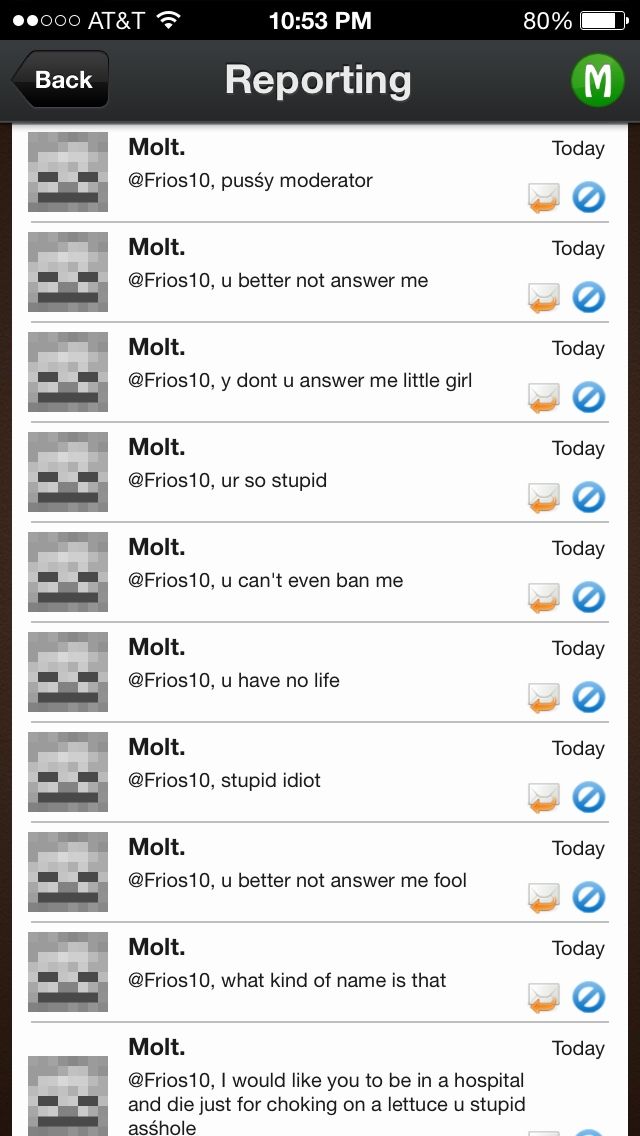 AT&T 10:53 PM 80%
Back Reporting M
Molt. Today
@Frios10, pusśy moderator
Molt. Today
@Frios10, u better not answer me
Molt. Today
@Frios10, y dont u answer me little girl
Molt. Today
@Frios10, ur so stupid
Molt. Today
@Frios10, u can't even ban me
Molt. Today
@Frios10, u have no life
Molt. Today
@Frios10, stupid idiot
Molt. Today
@Frios10, u better not answer me fool
Molt. Today
@Frios10, what kind of name is that
Molt. Today
@Frios10, I would like you to be in a hospital
and die just for choking on a lettuce u stupid
asśhole